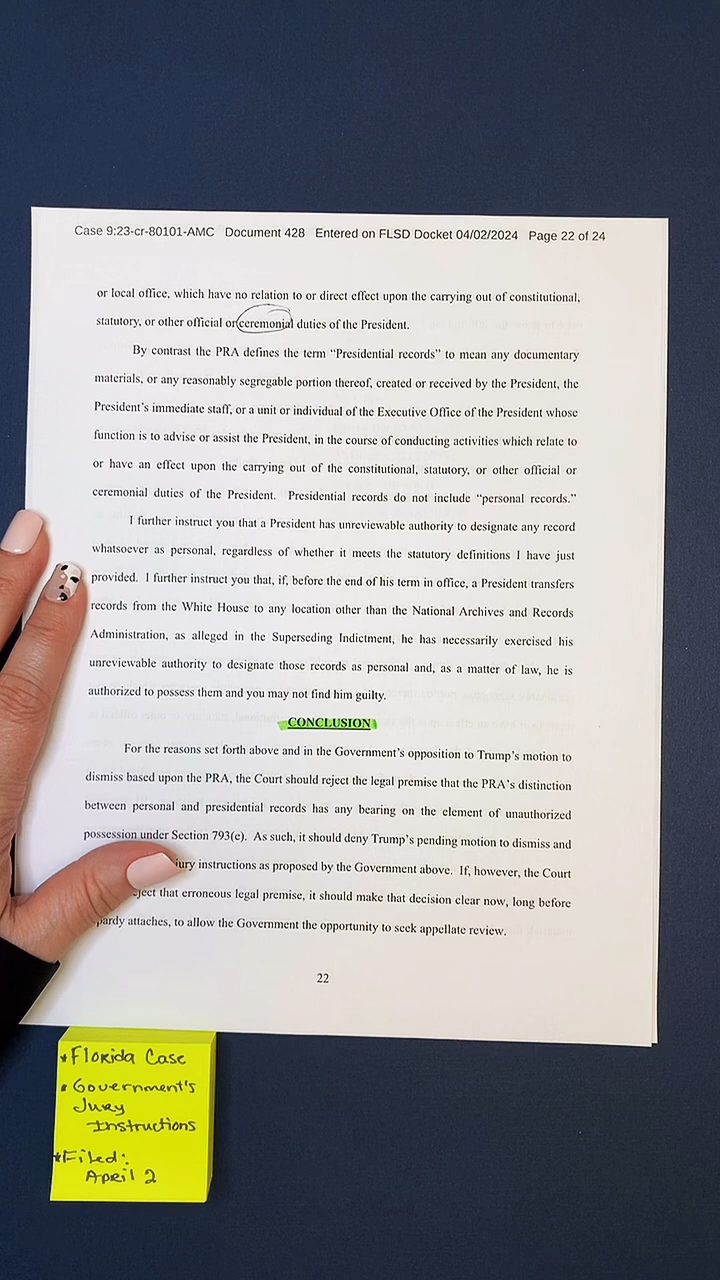 Case 9:23-cr-80101-AMC Document 428 Entered on FLSD Docket 04/02/2024 Page 22 of 24
or local office, which have no relation to or direct effect upon the carrying out of constitutional,
statutory, or other official or ceremonial duties of the President.
By contrast the PRA defines the term “Presidential records” to mean any documentary
materials, or any reasonably segregable portion thereof, created or received by the President, the
President’s immediate staff, or a unit or individual of the Executive Office of the President whose
function is to advise or assist the President, in the course of conducting activities which relate to
or have an effect upon the carrying out of the constitutional, statutory, or other official or
ceremonial duties of the President. Presidential records do not include “personal records.”
I further instruct you that a President has unreviewable authority to designate any record
whatsoever as personal, regardless of whether it meets the statutory definitions I have just
provided. I further instruct you that, if, before the end of his term in office, a President transfers
records from the White House to any location other than the National Archives and Records
Administration, as alleged in the Superseding Indictment, he has necessarily exercised his
unreviewable authority to designate those records as personal and, as a matter of law, he is
authorized to possess them and you may not find him guilty.
CONCLUSION
For the reasons set forth above and in the Government’s opposition to Trump’s motion to
dismiss based upon the PRA, the Court should reject the legal premise that the PRA’s distinction
between personal and presidential records has any bearing on the element of unauthorized
possession under Section 793(e). As such, it should deny Trump’s pending motion to dismiss and
jury instructions as proposed by the Government above. If, however, the Court
that erroneous legal premise, it should make that decision clear now, long before
attaches, to allow the Government the opportunity to seek appellate review.
22
*Florida Case
• Government's
Jury
Instructions
*Filed:
April 2